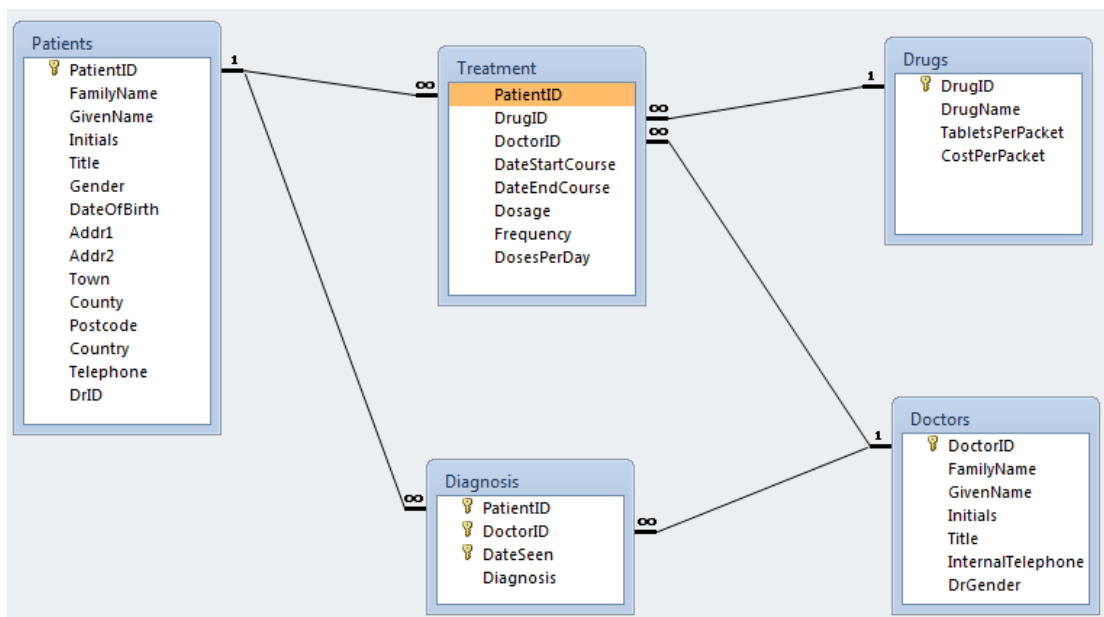 Patients
PatientID
FamilyName
GivenName
Initials
Title
Gender
DateOfBirth
Addr1
Addr2
Town
County
Postcode
Country
Telephone
DrID
1
∞
Treatment
PatientID
DrugID
DoctorID
DateStartCourse
DateEndCourse
Dosage
Frequency
DosesPerDay
∞
∞
1
Drugs
DrugID
DrugName
TabletsPerPacket
CostPerPacket
∞
Diagnosis
PatientID
DoctorID
DateSeen
Diagnosis
∞
1
Doctors
DoctorID
FamilyName
GivenName
Initials
Title
InternalTelephone
DrGender